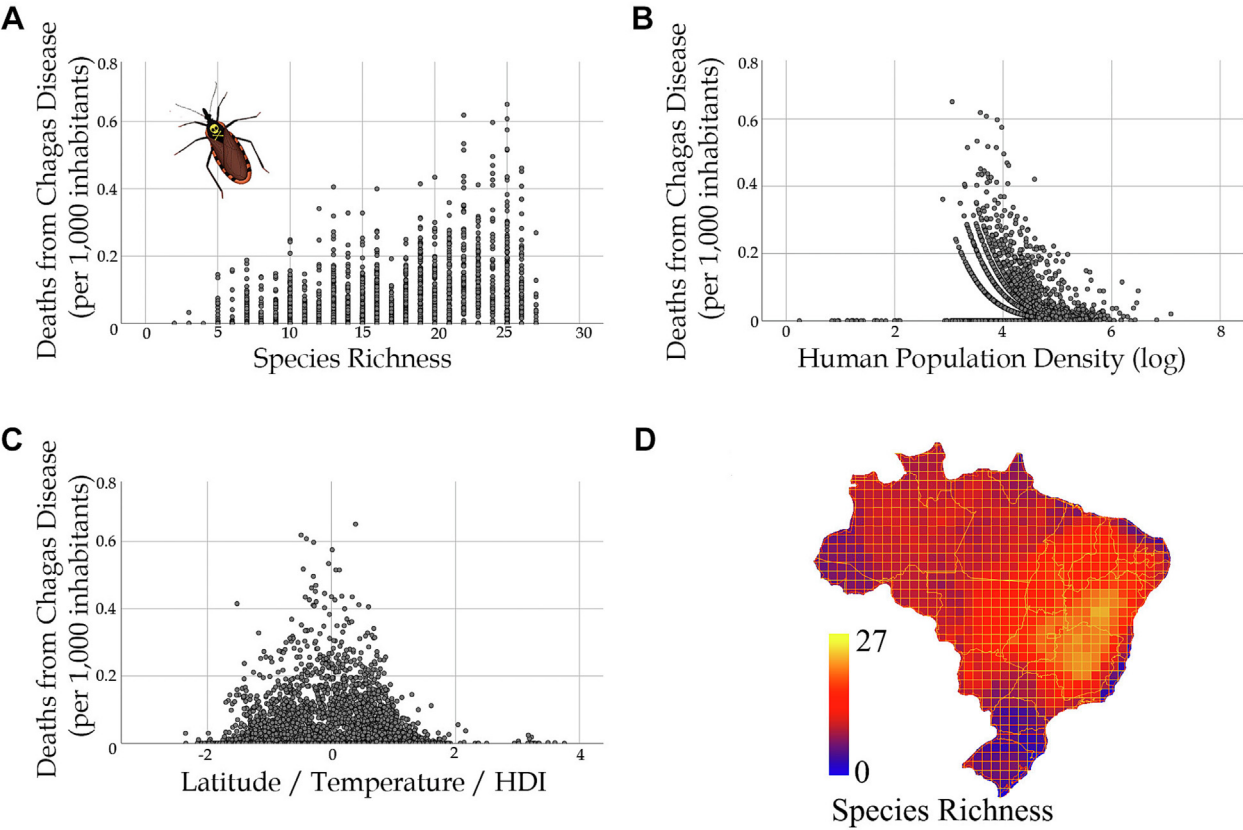 A
Deaths from Chagas Disease
(per 1,000 inhabitants)
0.8
0.6
0.4
0.2
0
0 5 10 15 20 25 30
Species Richness
B
Deaths from Chagas Disease
(per 1,000 inhabitants)
0.8
0.6
0.4
0.2
0
0 2 4 6 8
Human Population Density (log)
C
Deaths from Chagas Disease
(per 1,000 inhabitants)
0.8
0.6
0.4
0.2
0
-2 0 2 4
Latitude / Temperature / HDI
D
27
0
Species Richness